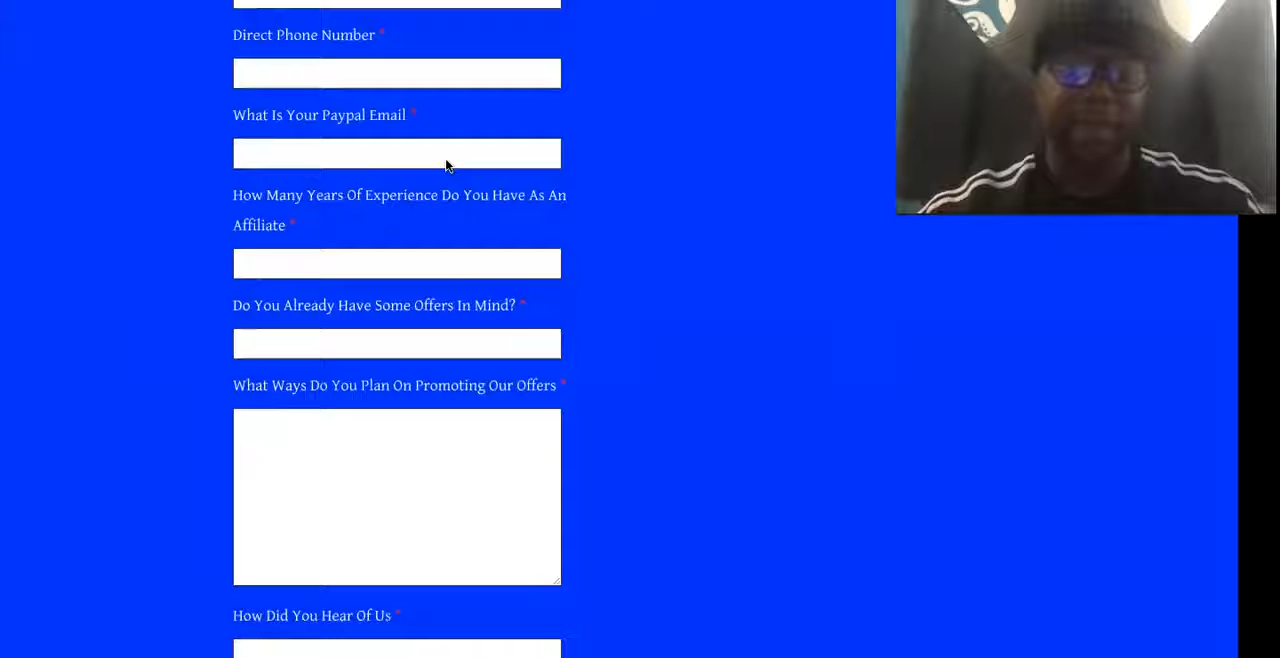 Direct Phone Number *
What Is Your Paypal Email *
How Many Years Of Experience Do You Have As An
Affiliate *
Do You Already Have Some Offers In Mind? *
What Ways Do You Plan On Promoting Our Offers *
How Did You Hear Of Us *